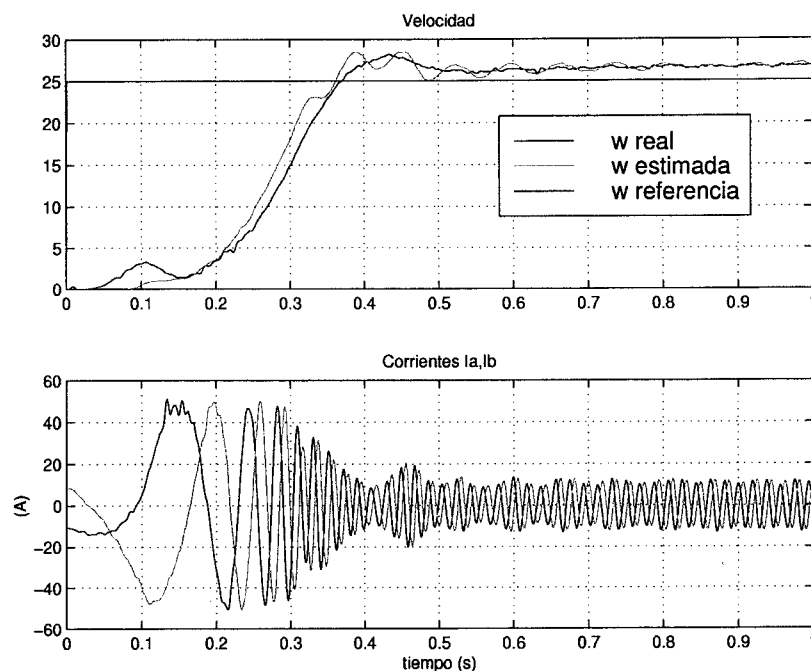 Velocidad
30
25
20
15
10
5
0
w real
w estimada
w referencia
0 0.1 0.2 0.3 0.4 0.5 0.6 0.7 0.8 0.9 1
Corrientes Ia,Ib
60
40
20
0
−20
−40
−60
(A)
0 0.1 0.2 0.3 0.4 0.5 0.6 0.7 0.8 0.9 1
tiempo (s)